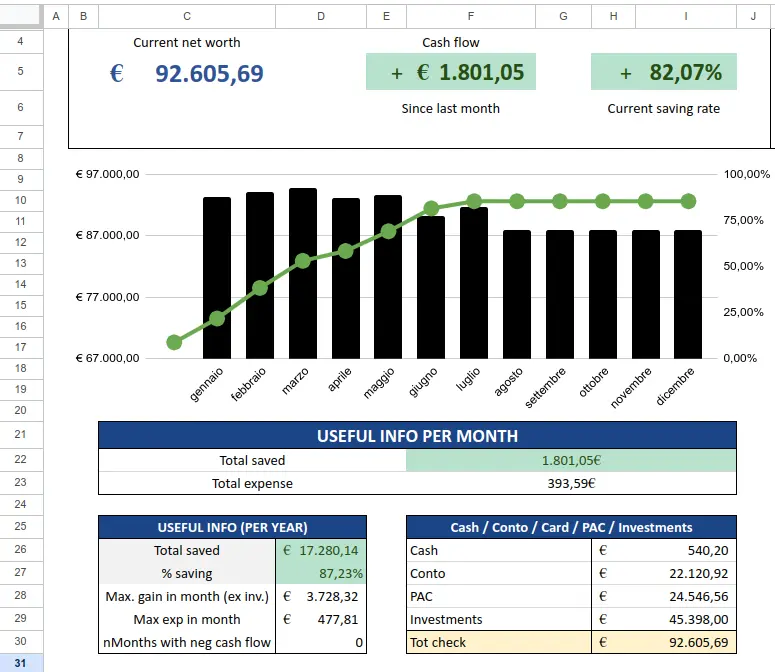 A B C D E F G H I J
4 Current net worth Cash flow
5 € 92.605,69 + € 1.801,05 + 82,07%
6 Since last month Current saving rate
7
8
9 € 97.000,00 100,00%
10
11 75,00%
12 € 87.000,00
13 50,00%
14
15 € 77.000,00
16 25,00%
17
18 € 67.000,00 0,00%
19 gennaio febbraio marzo aprile maggio giugno luglio agosto settembre ottobre novembre dicembre
20
21 USEFUL INFO PER MONTH
22 Total saved 1.801,05€
23 Total expense 393,59€
24
25 USEFUL INFO (PER YEAR) Cash / Conto / Card / PAC / Investments
26 Total saved € 17.280,14 Cash € 540,20
27 % saving 87,23% Conto € 22.120,92
28 Max. gain in month (ex inv.) € 3.728,32 PAC € 24.546,56
29 Max exp in month € 477,81 Investments € 45.398,00
30 nMonths with neg cash flow 0 Tot check € 92.605,69
31